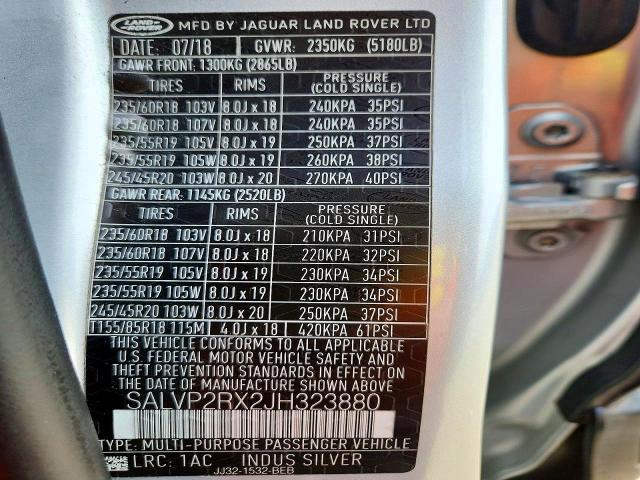 LAND-ROVER MFD BY JAGUAR LAND ROVER LTD
DATE: 07/18 GVWR: 2350KG (5180LB)
GAWR FRONT: 1300KG (2865LB)
TIRES RIMS PRESSURE (COLD SINGLE)
235/60R18 103V 8.0J x 18 240KPA 35PSI
235/60R18 107V 8.0J x 18 240KPA 35PSI
235/55R19 105V 8.0J x 19 250KPA 37PSI
235/55R19 105W 8.0J x 19 260KPA 38PSI
245/45R20 103W 8.0J x 20 270KPA 40PSI
GAWR REAR: 1145KG (2520LB)
TIRES RIMS PRESSURE (COLD SINGLE)
235/60R18 103V 8.0J x 18 210KPA 31PSI
235/60R18 107V 8.0J x 18 220KPA 32PSI
235/55R19 105V 8.0J x 19 230KPA 34PSI
235/55R19 105W 8.0J x 19 230KPA 34PSI
245/45R20 103W 8.0J x 20 250KPA 37PSI
T155/85R18 115M 4.0J x 18 420KPA 61PSI
THIS VEHICLE CONFORMS TO ALL APPLICABLE
U.S. FEDERAL MOTOR VEHICLE SAFETY AND
THEFT PREVENTION STANDARDS IN EFFECT ON
THE DATE OF MANUFACTURE SHOWN ABOVE.
SALVP2RX2JH323880
TYPE: MULTI-PURPOSE PASSENGER VEHICLE
LRC: 1AC INDUS SILVER
JJ32-1532-BEB